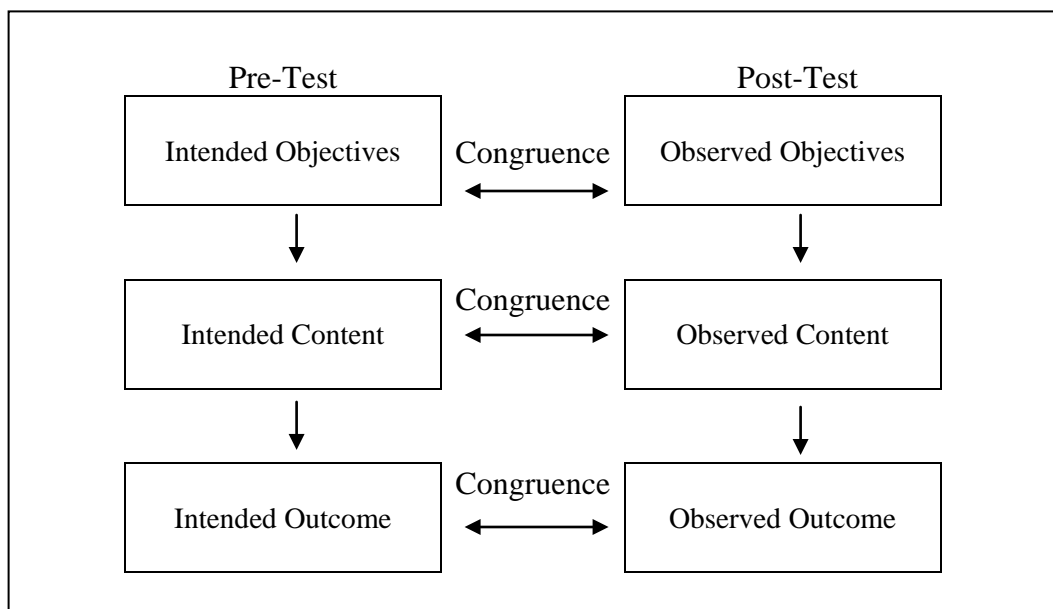 Pre-Test
Post-Test
Intended Objectives
Congruence
Observed Objectives
Intended Content
Congruence
Observed Content
Intended Outcome
Congruence
Observed Outcome